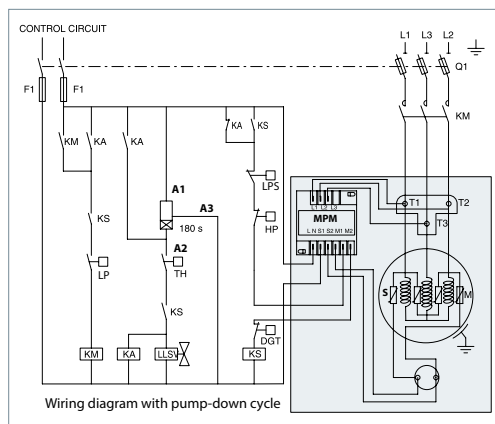 CONTROL CIRCUIT
L1 L3 L2
Q1
F1 F1
KM KA KA KA KS KM
A1
A3
LPS
180 s
L1 L2 L3
MPM
L N S1 S2 M1 M2
T1 T2
T3
HP
KS
A2
TH
LP
KS
S M
DGT
KM KA LLSV KS
Wiring diagram with pump-down cycle